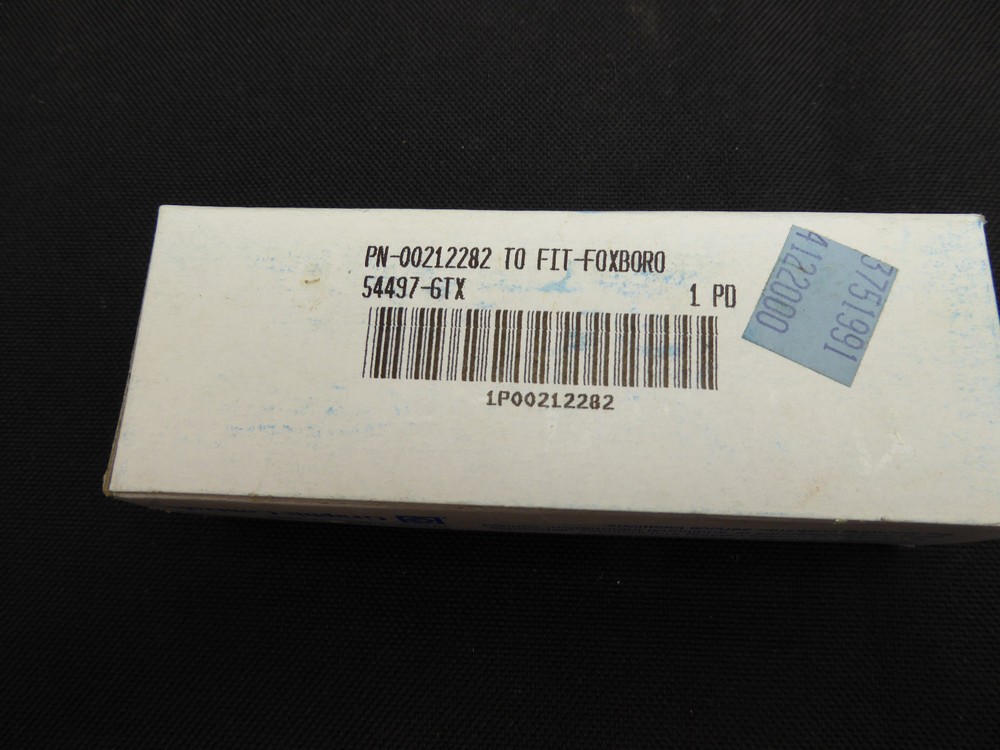 PN-00212282 TO FIT-FOXBORO
54497-6TX 1 PD
1P00212282
3751991
4122000